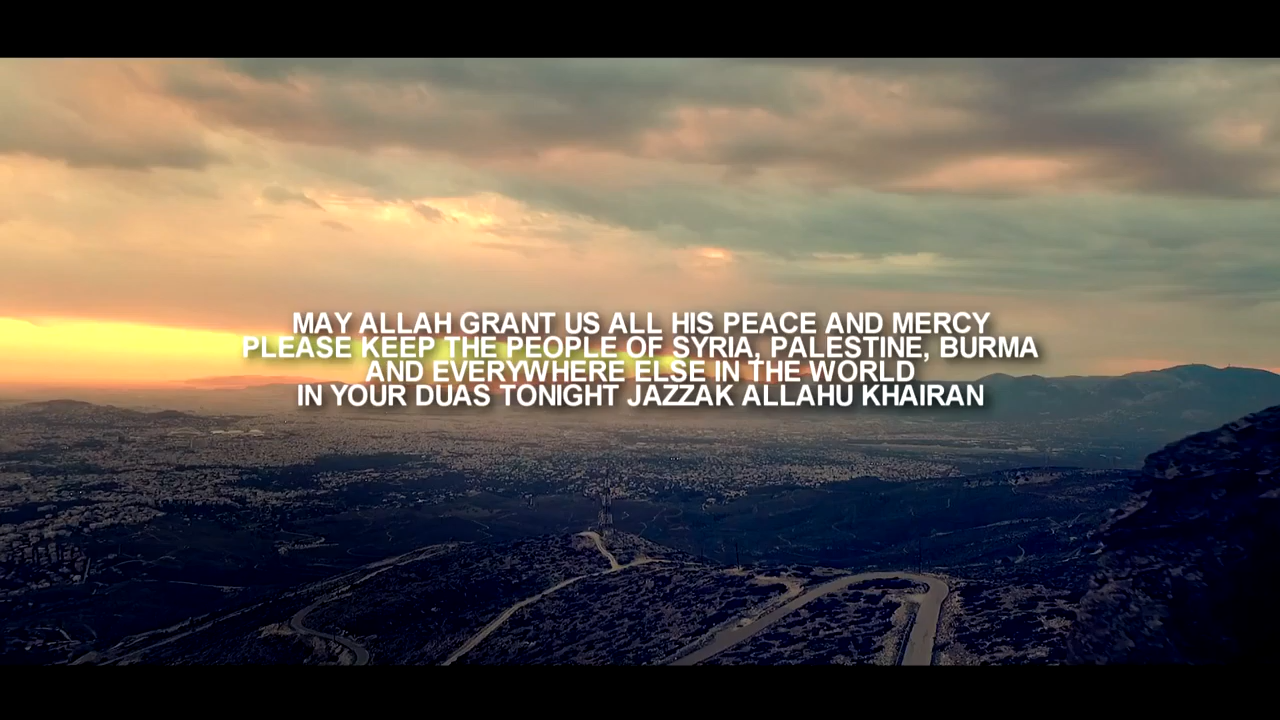 MAY ALLAH GRANT US ALL HIS PEACE AND MERCY
PLEASE KEEP THE PEOPLE OF SYRIA, PALESTINE, BURMA
AND EVERYWHERE ELSE IN THE WORLD
IN YOUR DUAS TONIGHT JAZZAK ALLAHU KHAIRAN